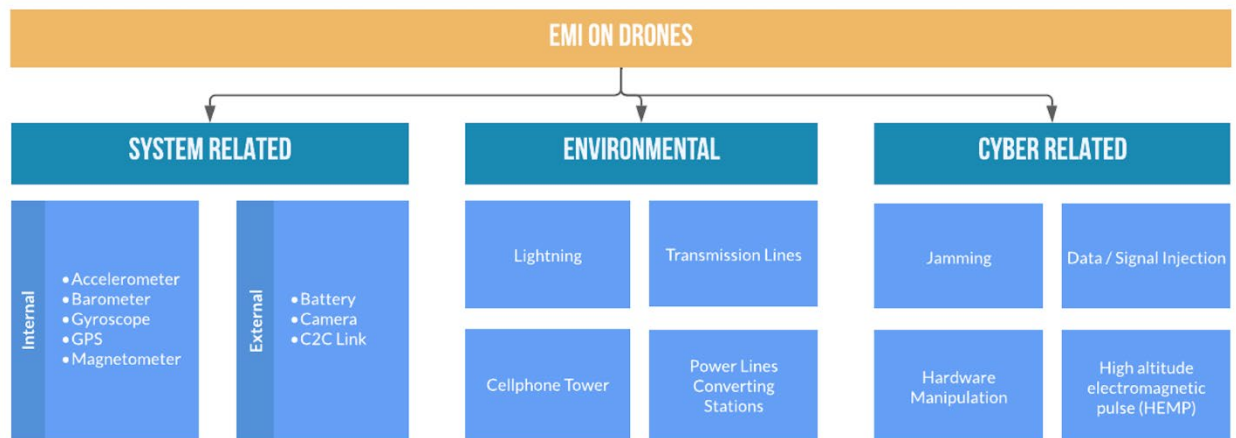 EMI ON DRONES
SYSTEM RELATED
Internal
•Accelerometer
•Barometer
•Gyroscope
•GPS
•Magnetometer
External
•Battery
•Camera
•C2C Link
ENVIRONMENTAL
Lightning
Transmission Lines
Cellphone Tower
Power Lines
Converting
Stations
CYBER RELATED
Jamming
Data / Signal Injection
Hardware
Manipulation
High altitude
electromagnetic
pulse (HEMP)